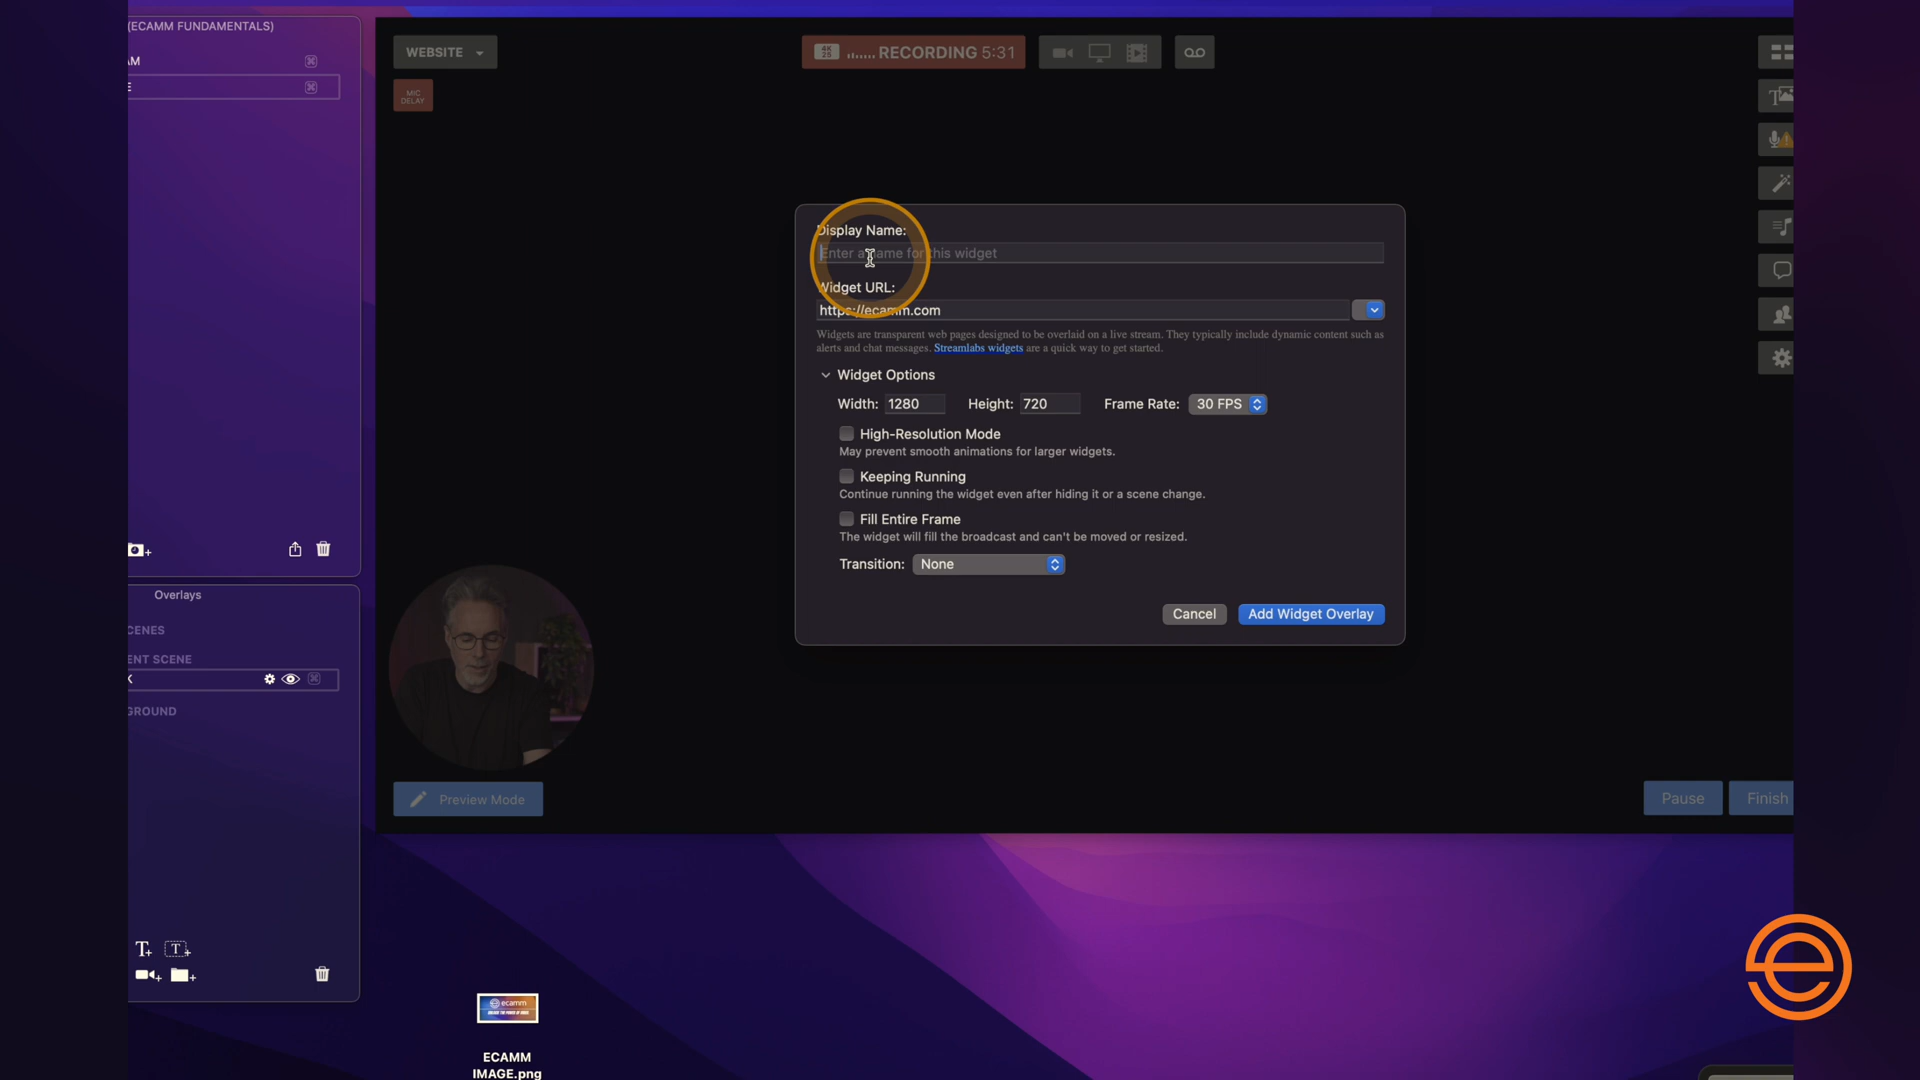 (ECAMM FUNDAMENTALS)
AM
E
WEBSITE
4K
25
RECORDING 5:31
MIC
DELAY
Display Name:
Enter a name for this widget
Widget URL:
https://ecamm.com
Widgets are transparent web pages designed to be overlaid on a live stream. They typically include dynamic content such as
alerts and chat messages. Streamlabs widgets are a quick way to get started.
Widget Options
Width: 1280 Height: 720 Frame Rate: 30 FPS
High-Resolution Mode
May prevent smooth animations for larger widgets.
Keeping Running
Continue running the widget even after hiding it or a scene change.
Fill Entire Frame
The widget will fill the broadcast and can't be moved or resized.
Transition: None
Cancel Add Widget Overlay
Overlays
CENES
ENT SCENE
K
GROUND
Preview Mode
Pause Finish
ecamm
ECAMM
IMAGE.png